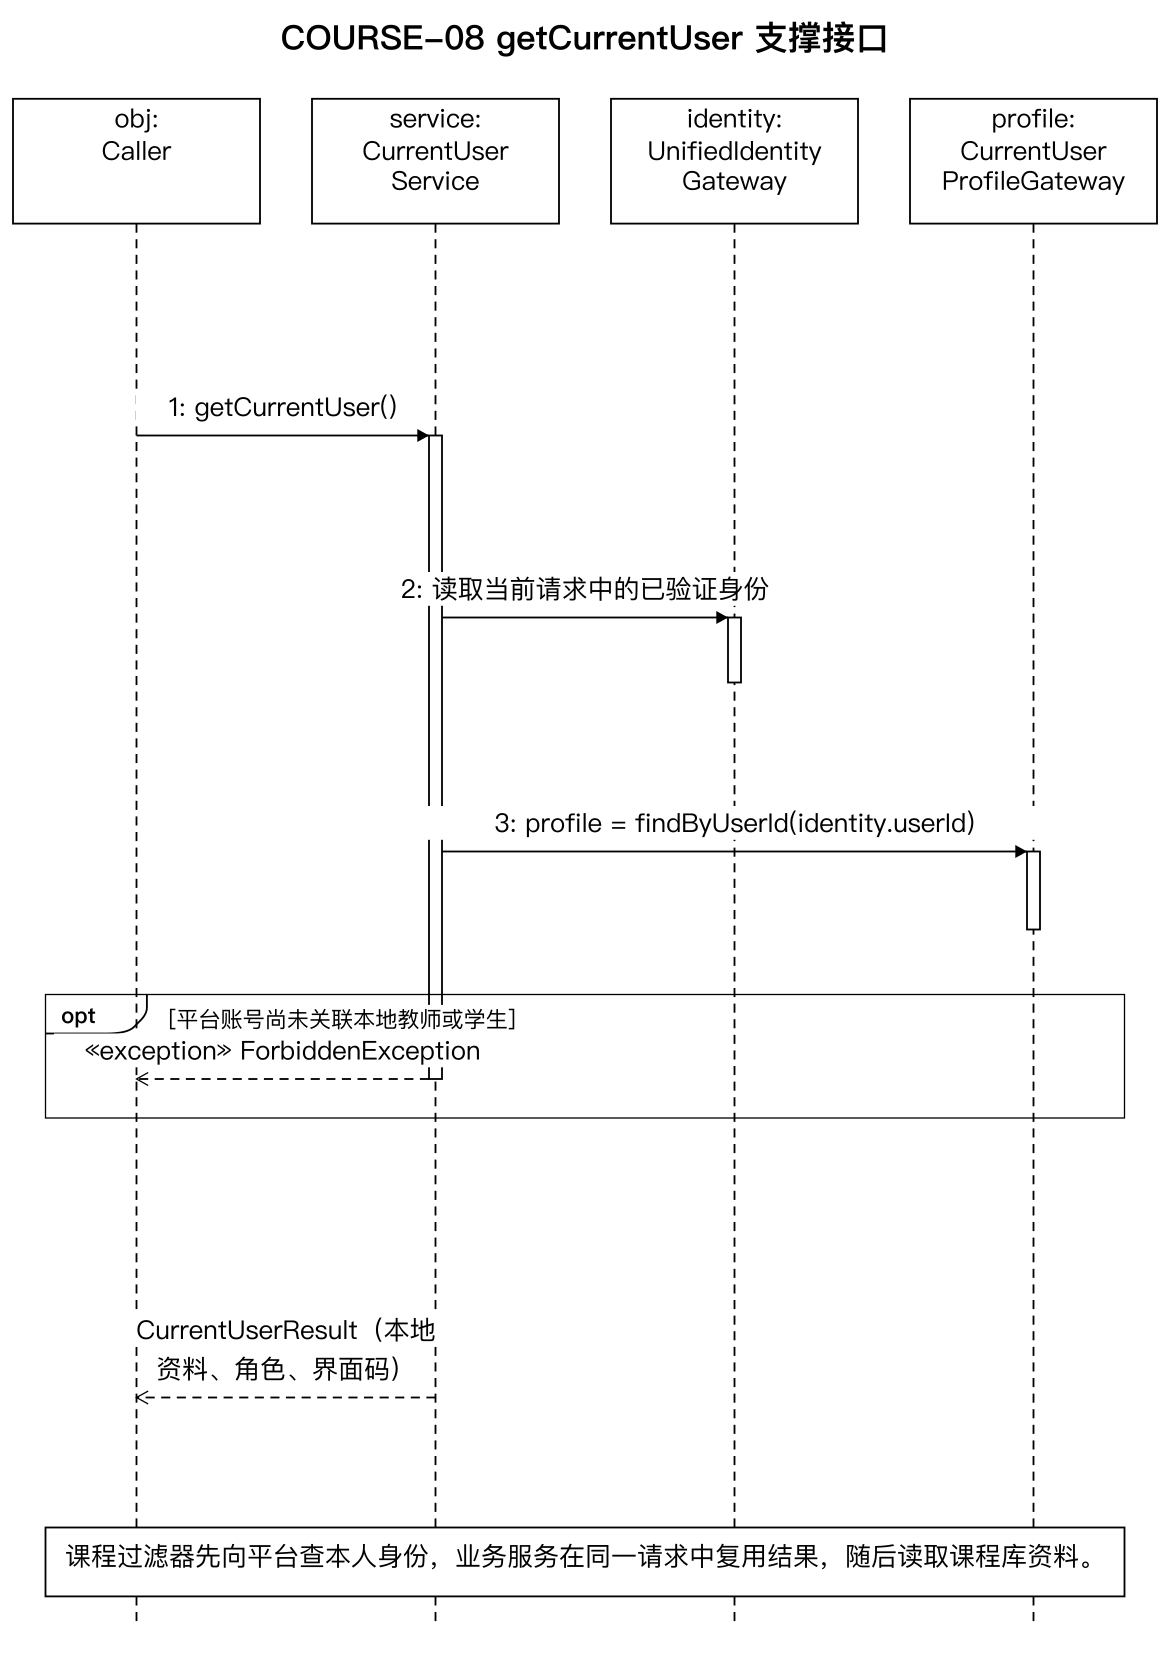 COURSE-08 getCurrentUser 支撑接口
obj:
Caller
service:
CurrentUser
Service
identity:
UnifiedIdentity
Gateway
profile:
CurrentUser
ProfileGateway
1: getCurrentUser()
2: 读取当前请求中的已验证身份
3: profile = findByUserId(identity.userId)
opt
[平台账号尚未关联本地教师或学生]
«exception» ForbiddenException
CurrentUserResult（本地
资料、角色、界面码）
课程过滤器先向平台查本人身份，业务服务在同一请求中复用结果，随后读取课程库资料。